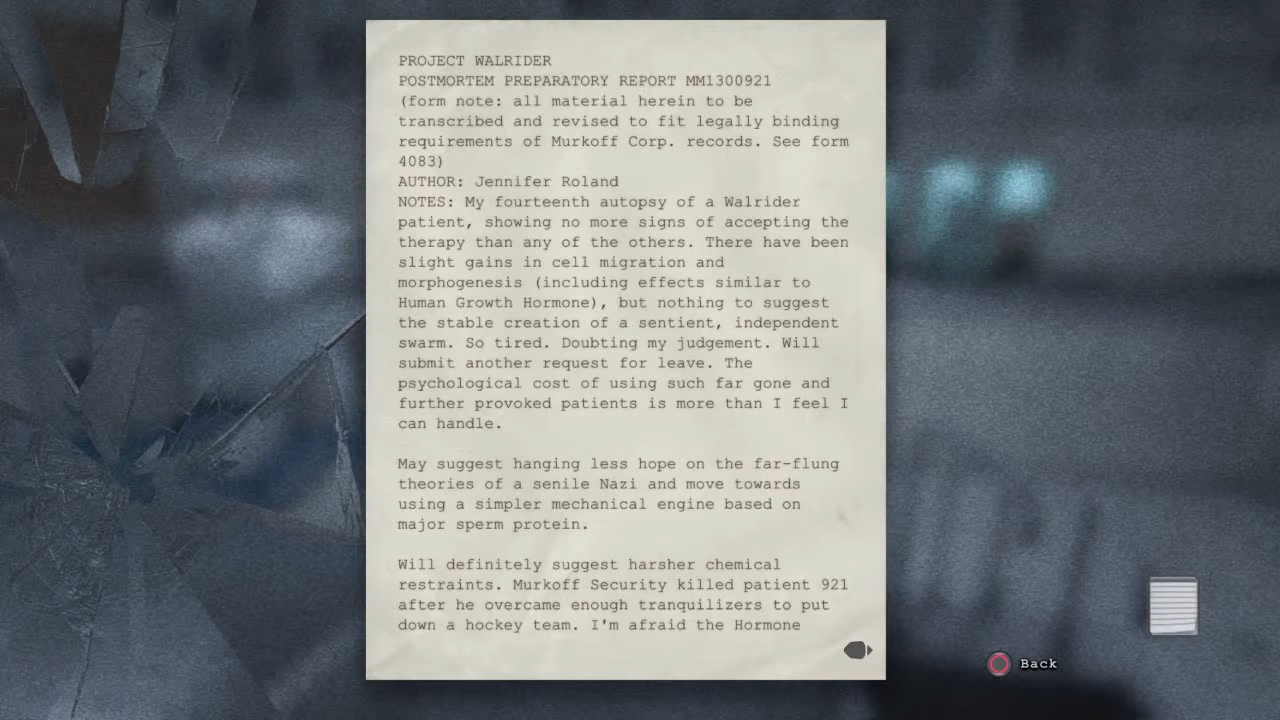 PROJECT WALRIDER
POSTMORTEM PREPARATORY REPORT MM1300921
(form note: all material herein to be
transcribed and revised to fit legally binding
requirements of Murkoff Corp. records. See form
4083)
AUTHOR: Jennifer Roland
NOTES: My fourteenth autopsy of a Walrider
patient, showing no more signs of accepting the
therapy than any of the others. There have been
slight gains in cell migration and
morphogenesis (including effects similar to
Human Growth Hormone), but nothing to suggest
the stable creation of a sentient, independent
swarm. So tired. Doubting my judgement. Will
submit another request for leave. The
psychological cost of using such far gone and
further provoked patients is more than I feel I
can handle.
May suggest hanging less hope on the far-flung
theories of a senile Nazi and move towards
using a simpler mechanical engine based on
major sperm protein.
Will definitely suggest harsher chemical
restraints. Murkoff Security killed patient 921
after he overcame enough tranquilizers to put
down a hockey team. I'm afraid the Hormone
Back